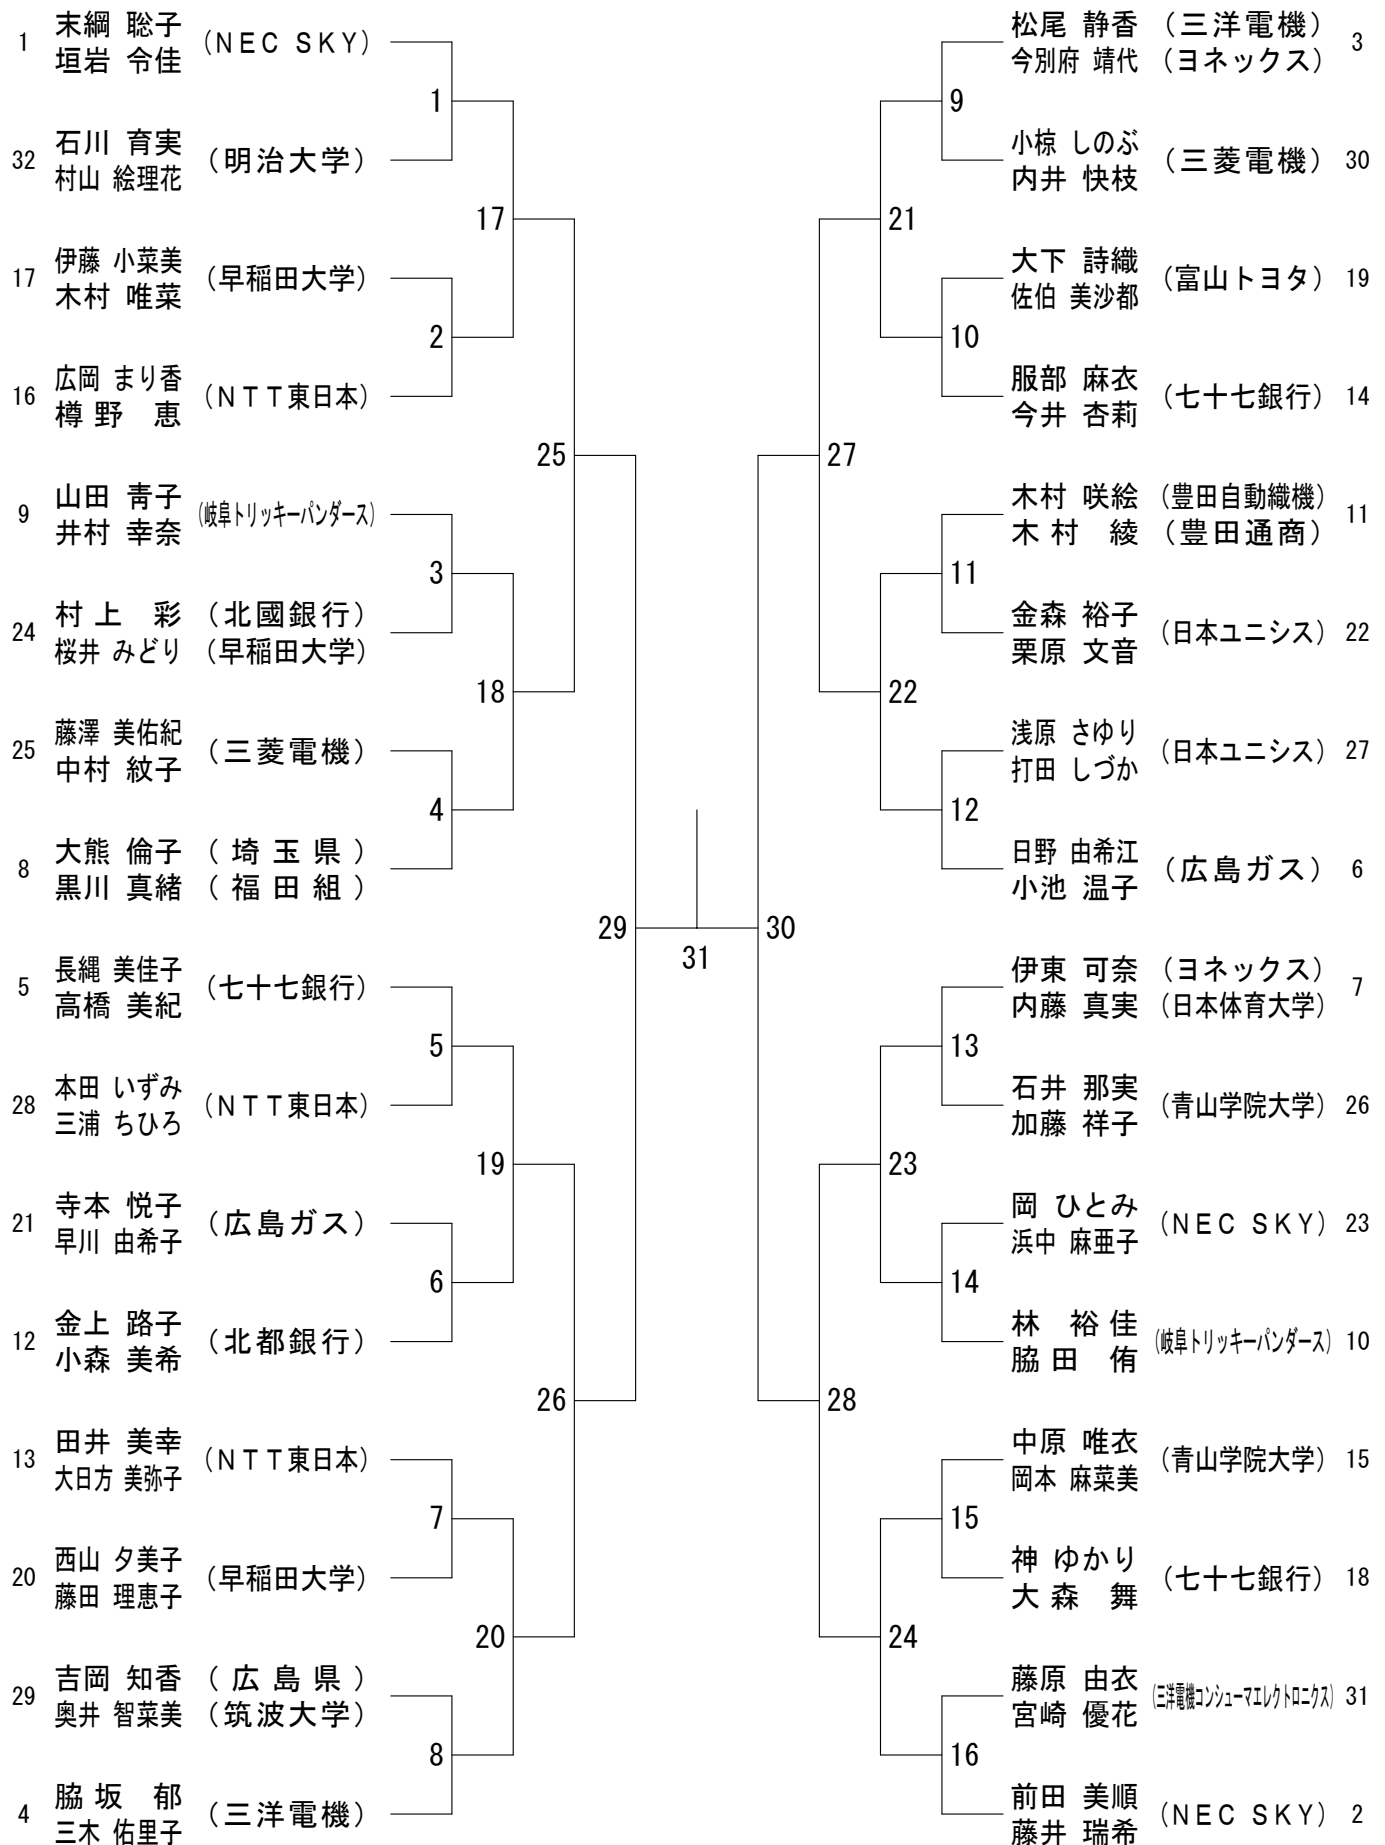 1 末綱 聡子 (NEC SKY)
垣岩 令佳
1
32 石川 育実 (明治大学)
村山 絵理花
17
17 伊藤 小菜美 (早稲田大学)
木村 唯菜
2
16 広岡 まり香 (NTT東日本)
樽野 恵
25
9 山田 青子 (岐阜トリッキーパンダース)
井村 幸奈
3
24 村上 彩 (北國銀行)
桜井 みどり (早稲田大学)
18
25 藤澤 美佑紀 (三菱電機)
中村 紋子
4
8 大熊 倫子 (埼玉県)
黒川 真緒 (福田組)
29
5 長縄 美佳子 (七十七銀行)
高橋 美紀
5
28 本田 いずみ (NTT東日本)
三浦 ちひろ
19
21 寺本 悦子 (広島ガス)
早川 由希子
6
12 金上 路子 (北都銀行)
小森 美希
26
13 田井 美幸 (NTT東日本)
大日方 美弥子
7
20 西山 夕美子 (早稲田大学)
藤田 理恵子
20
29 吉岡 知香 (広島県)
奥井 智菜美 (筑波大学)
8
4 脇坂 郁 (三洋電機)
三木 佑里子
31
松尾 静香 (三洋電機) 3
今別府 靖代 (ヨネックス)
9
小椋 しのぶ (三菱電機) 30
内井 快枝
21
大下 詩織 (富山トヨタ) 19
佐伯 美沙都
10
服部 麻衣 (七十七銀行) 14
今井 杏莉
27
木村 咲絵 (豊田自動織機) 11
木村 綾 (豊田通商)
11
金森 裕子 (日本ユニシス) 22
栗原 文音
22
浅原 さゆり (日本ユニシス) 27
打田 しづか
12
日野 由希江 (広島ガス) 6
小池 温子
30
伊東 可奈 (ヨネックス) 7
内藤 真実 (日本体育大学)
13
石井 那実 (青山学院大学) 26
加藤 祥子
23
岡 ひとみ (NEC SKY) 23
浜中 麻亜子
14
林 裕佳 (岐阜トリッキーパンダース) 10
脇田 侑
28
中原 唯衣 (青山学院大学) 15
岡本 麻菜美
15
神 ゆかり (七十七銀行) 18
大森 舞
24
藤原 由衣 (三洋電機コンシューマエレクトロニクス) 31
宮崎 優花
16
前田 美順 (NEC SKY) 2
藤井 瑞希